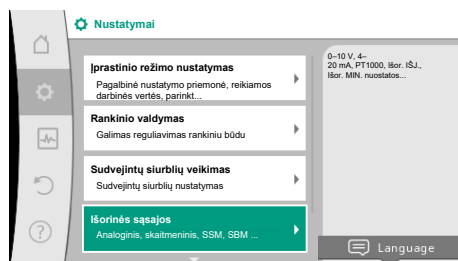 Nustatymai
Įprastinio režimo nustatymas
Pagalbinė nustatymo priemonė, reikiamos
darbinės vertės, parinkt...
Rankinio valdymas
Galimas reguliavimas rankiniu būdu
Sudvejintų siurblių veikimas
Sudvejintų siurblių nustatymas
Išorinės sąsajos
Analoginis, skaitmeninis, SSM, SBM ...
0–10 V, 4–
20 mA, PT1000, Išor. IŠJ.,
Išor. MIN. nuostatos...
Language